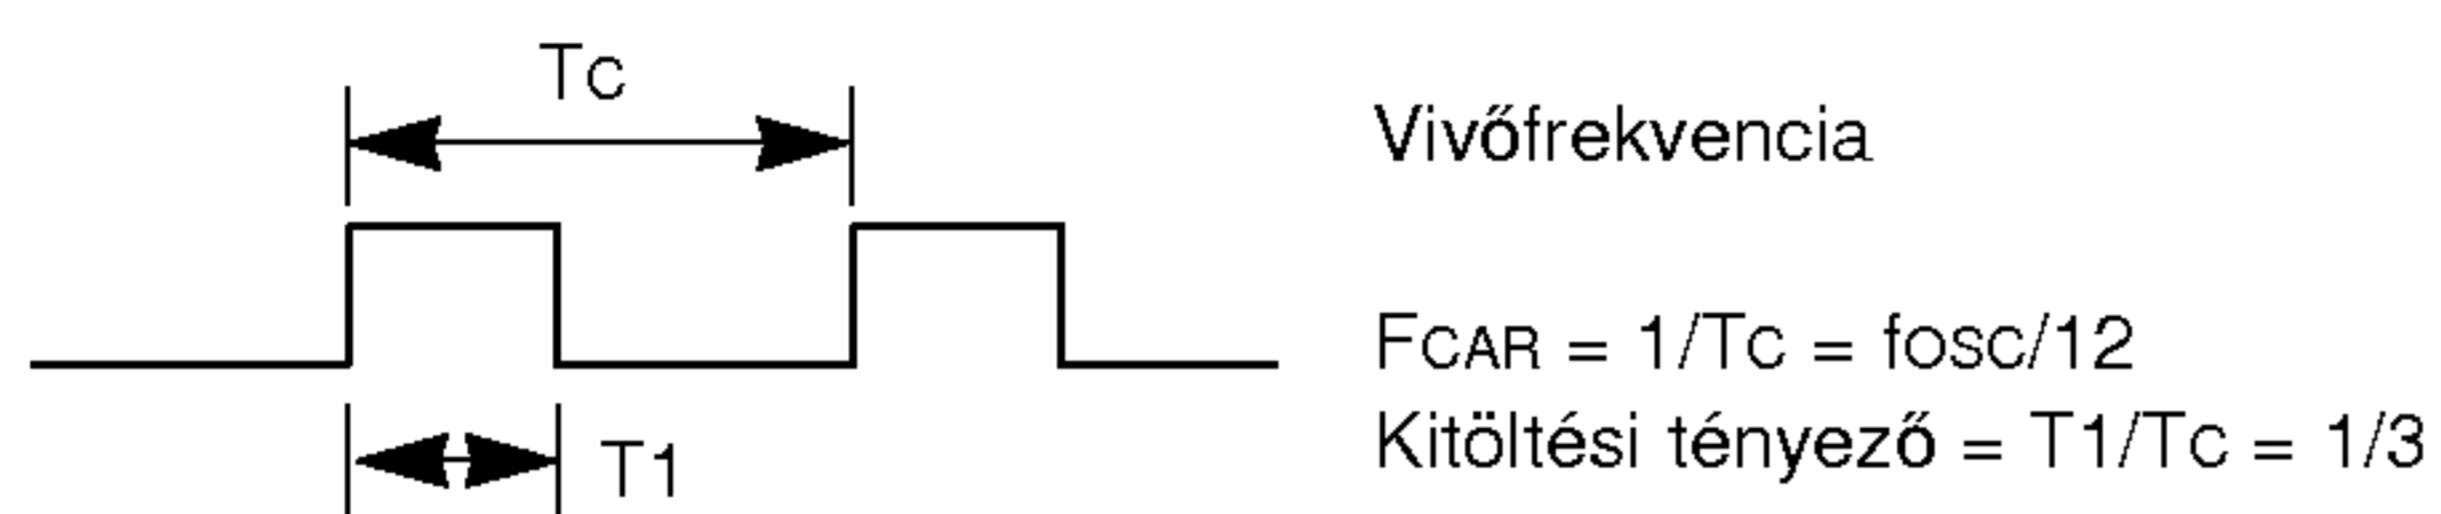 Tc
Vivőfrekvencia
FCAR = 1/Tc = fosc/12
Kitöltési tényező = T1/Tc = 1/3
T1